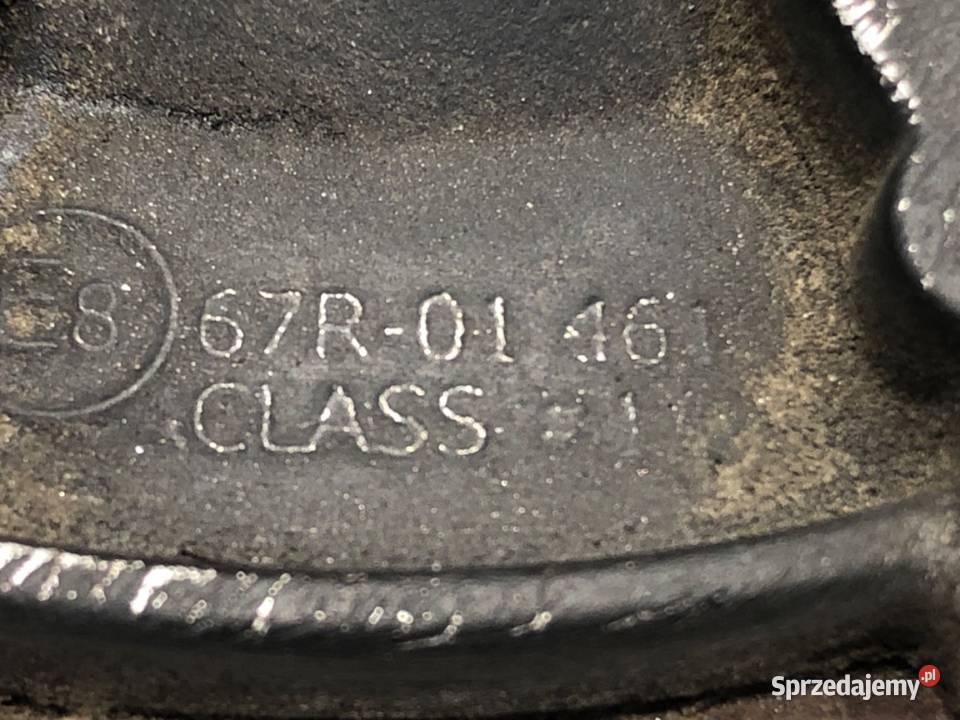 E8 67R-01 461
CLASS
Sprzedajemy.pl